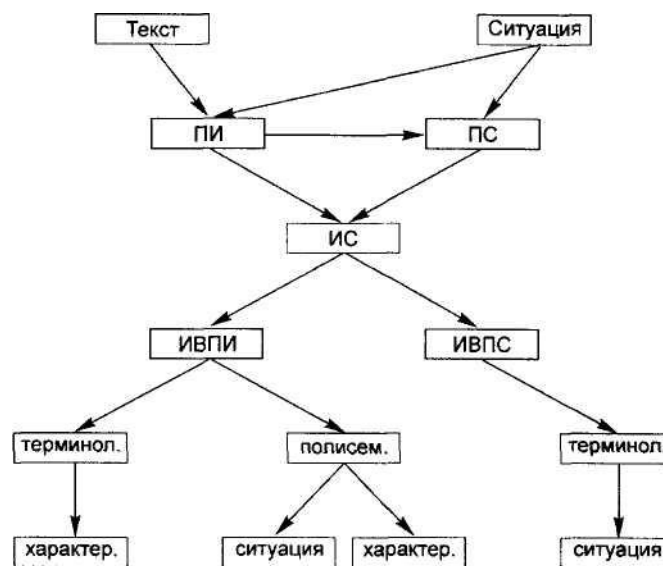 Текст
Ситуация
ПИ
ПС
ИС
ИВПИ
ИВПС
терминол.
полисем.
терминол.
характер.
ситуация
характер.
ситуация